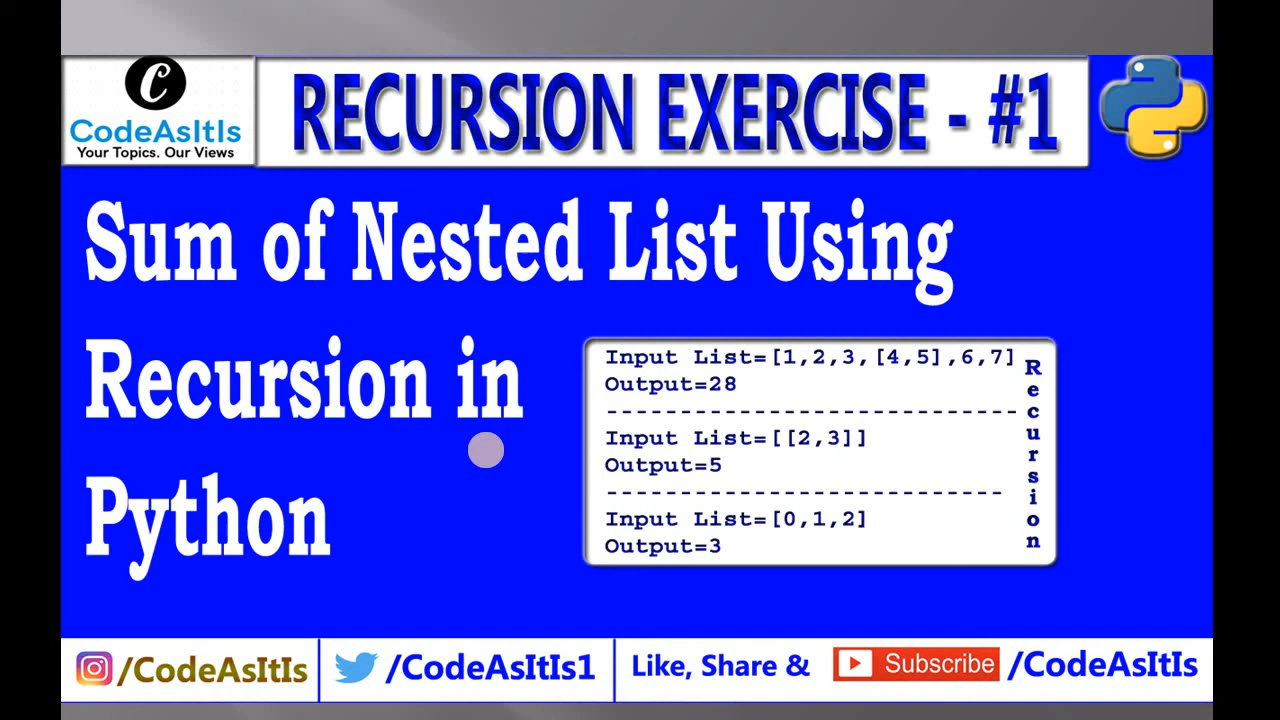 C
CodeAsItIs
Your Topics. Our Views
RECURSION EXERCISE - #1
Sum of Nested List Using
Recursion in
Python
Input List=[1,2,3,[4,5],6,7]
Output=28
----------------------------
Input List=[[2,3]]
Output=5
---------------------------
Input List=[0,1,2]
Output=3
Recursion
/CodeAsItIs
/CodeAsItIs1
Like, Share & Subscribe /CodeAsItIs